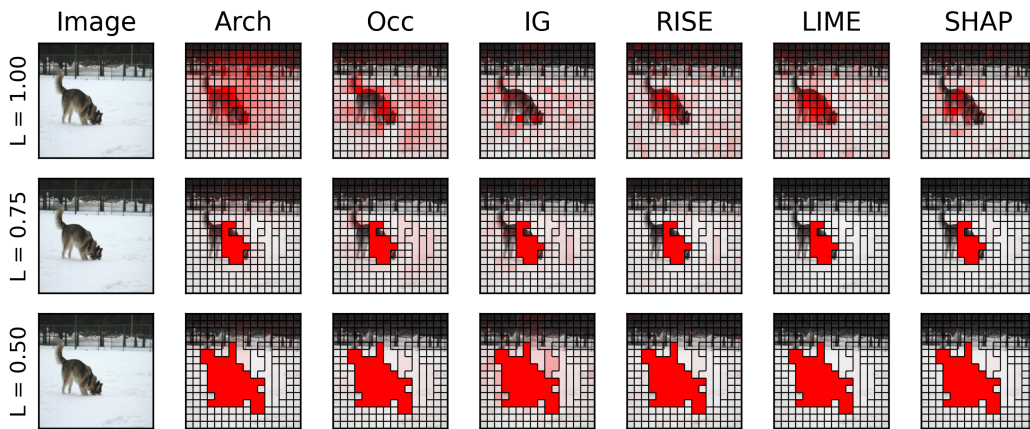 Image Arch Occ IG RISE LIME SHAP
L = 1.00
L = 0.75
L = 0.50